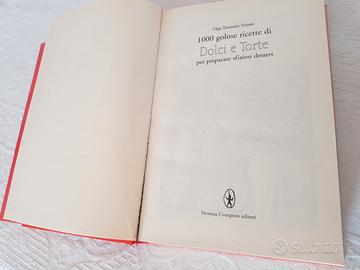 Olga Tarentini Troiani
1000 golose ricette di
Dolci e Torte
per preparare sfiziosi dessert
Newton Compton editori
subito